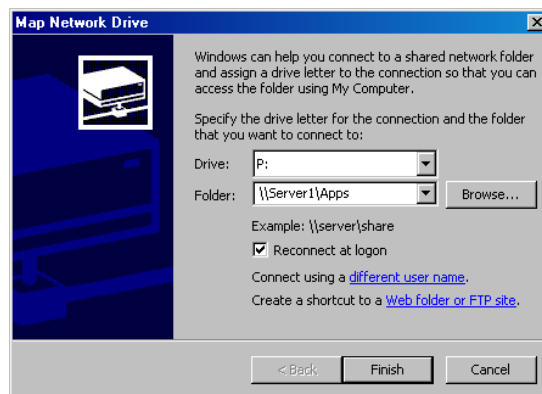 Map Network Drive
Windows can help you connect to a shared network folder
and assign a drive letter to the connection so that you can
access the folder using My Computer.
Specify the drive letter for the connection and the folder
that you want to connect to:
Drive: P:
Folder: \\Server1\Apps Browse...
Example: \\server\share
Reconnect at logon
Connect using a different user name.
Create a shortcut to a Web folder or FTP site.
< Back Finish Cancel